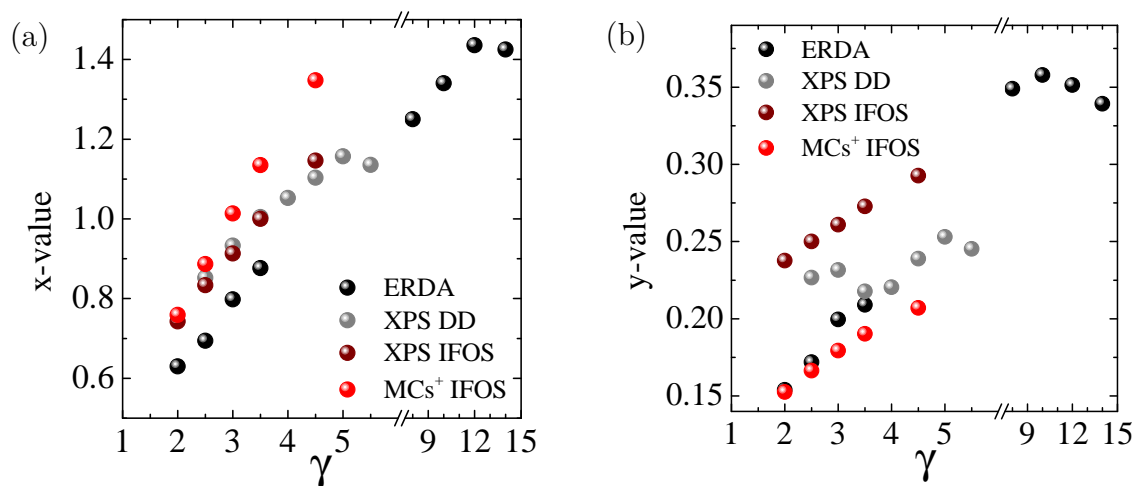 (a)
x-value
1.4
1.2
1.0
0.8
0.6
ERDA
XPS DD
XPS IFOS
MCs⁺ IFOS
1 2 3 4 5 9 12 15
γ
(b)
y-value
0.35
0.30
0.25
0.20
0.15
ERDA
XPS DD
XPS IFOS
MCs⁺ IFOS
1 2 3 4 5 9 12 15
γ